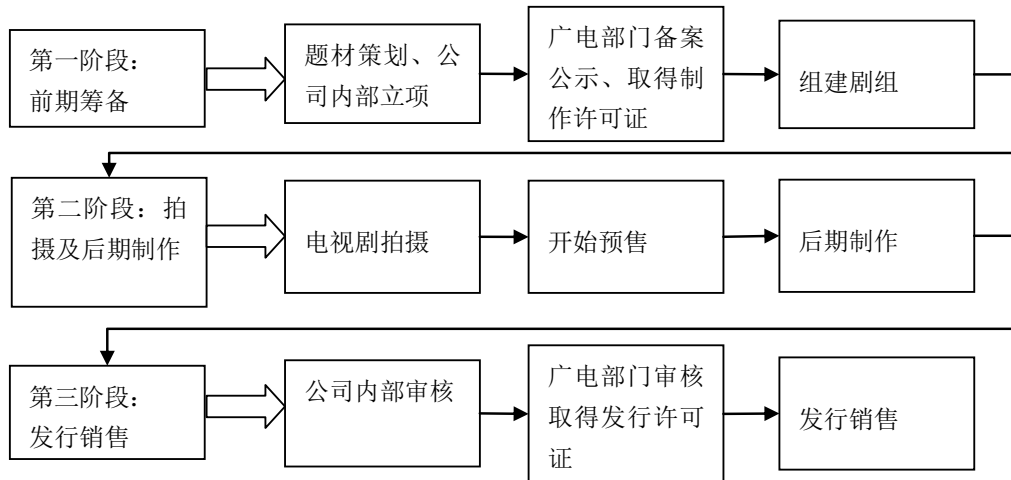 第一阶段：
前期筹备
题材策划、公
司内部立项
广电部门备案
公示、取得制
作许可证
组建剧组
第二阶段：拍
摄及后期制作
电视剧拍摄
开始预售
后期制作
第三阶段：
发行销售
公司内部审核
广电部门审核
取得发行许可
证
发行销售